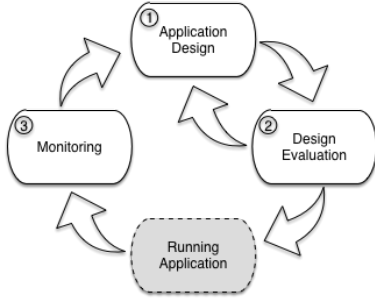 1
Application
Design
2
Design
Evaluation
3
Monitoring
Running
Application